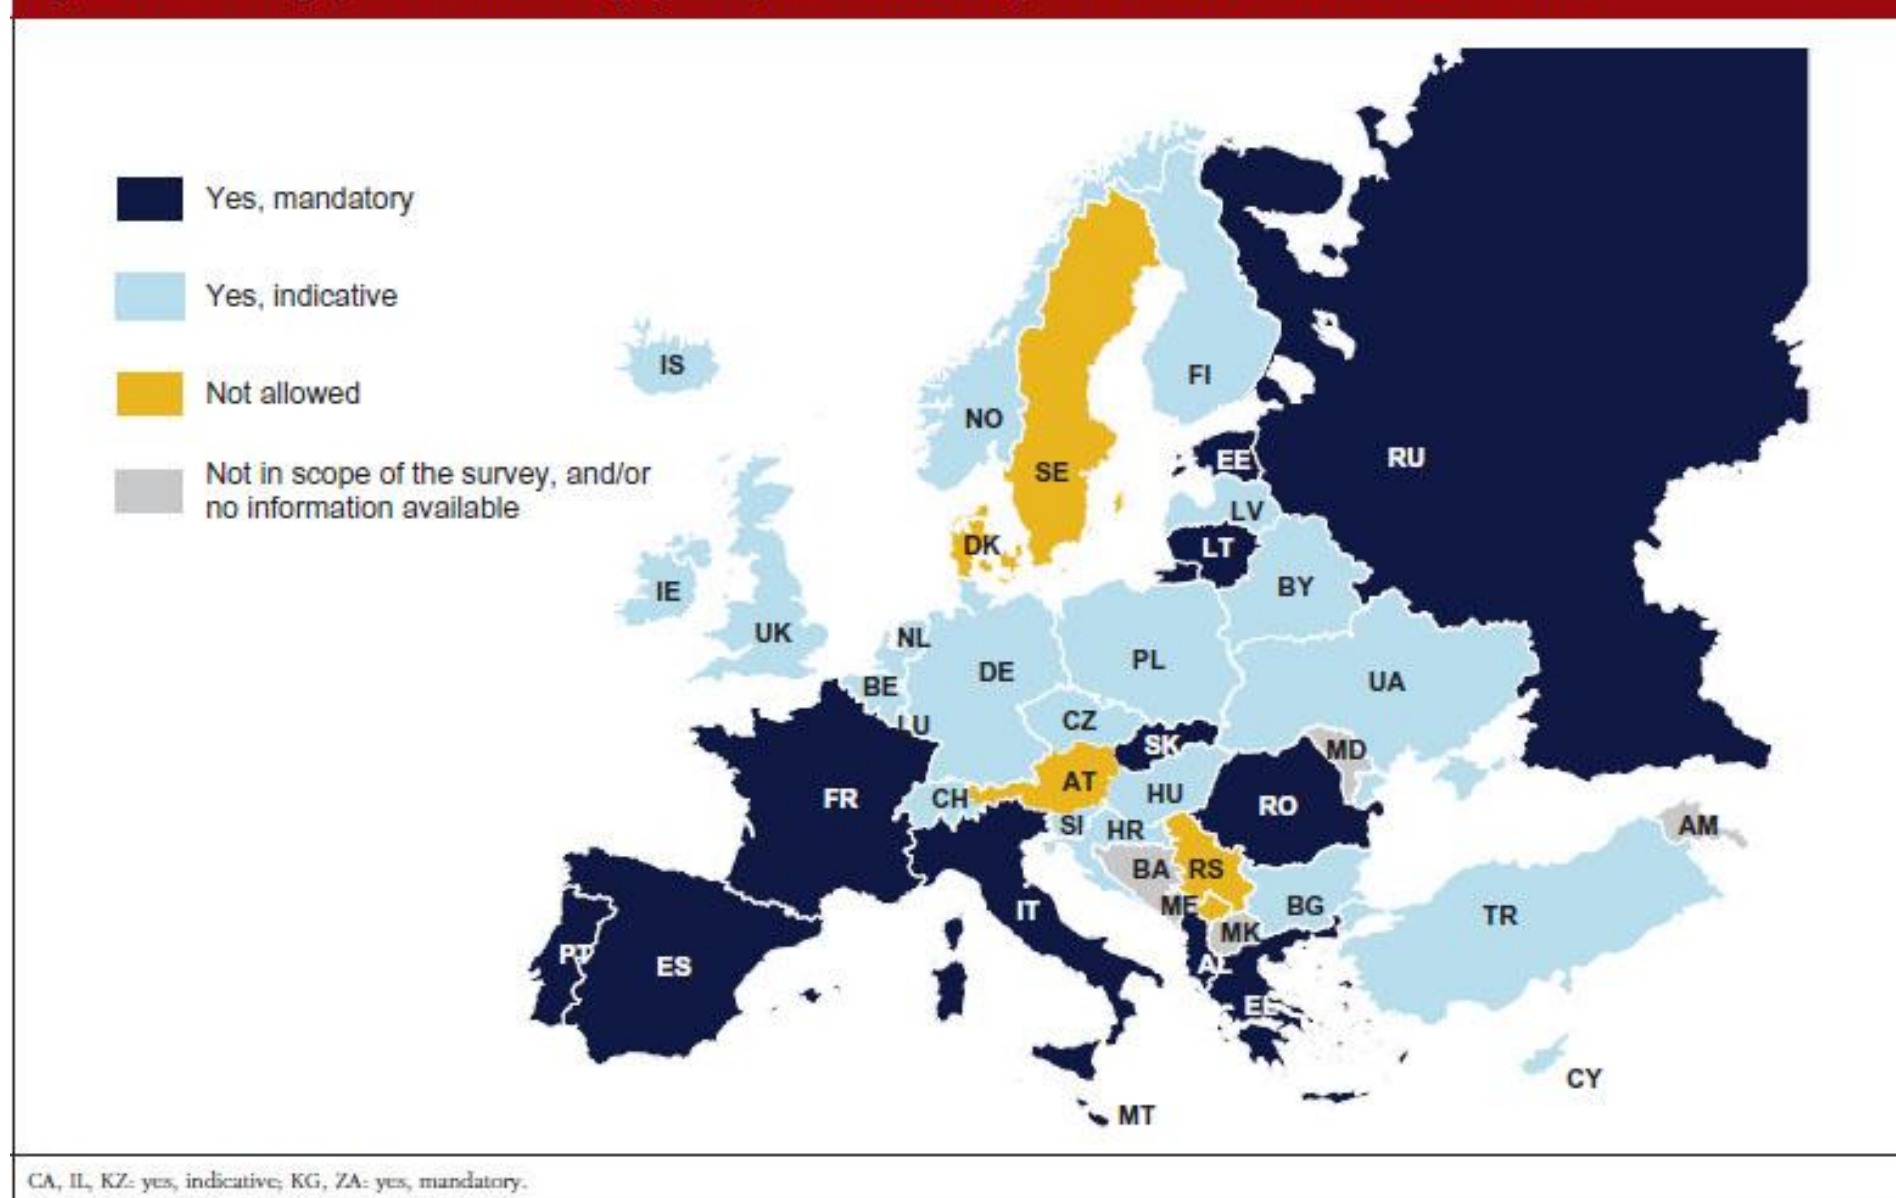 Yes, mandatory
Yes, indicative
Not allowed
Not in scope of the survey, and/or
no information available
IS
FI
NO
RU
EE
SE
LV
DK
LT
BY
IE
UK
NL
DE
PL
BE
UA
LU
CZ
SK
MD
AT
FR
CH
HU
RO
SI
HR
AM
BA
RS
ME
BG
IT
TR
MK
PT
ES
AL
EL
CY
MT
CA, IL, KZ: yes, indicative; KG, ZA: yes, mandatory.